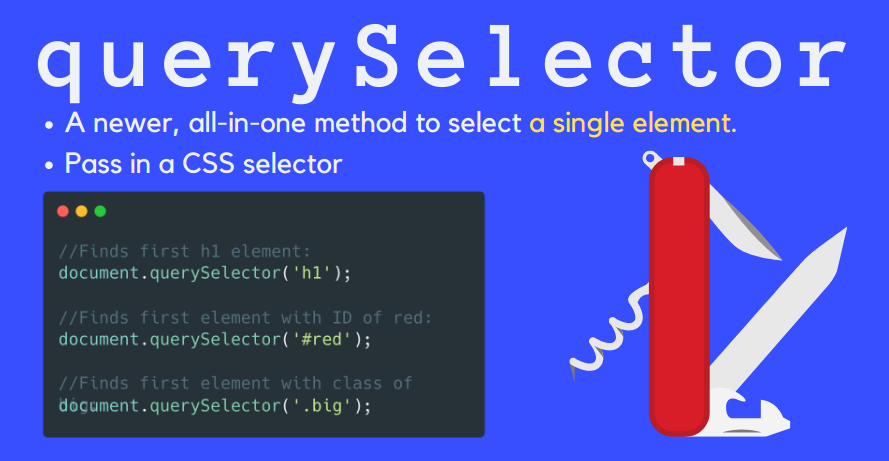 querySelector
• A newer, all-in-one method to select a single element.
• Pass in a CSS selector
//Finds first h1 element:
document.querySelector('h1');
//Finds first element with ID of red:
document.querySelector('#red');
//Finds first element with class of
document.querySelector('.big');